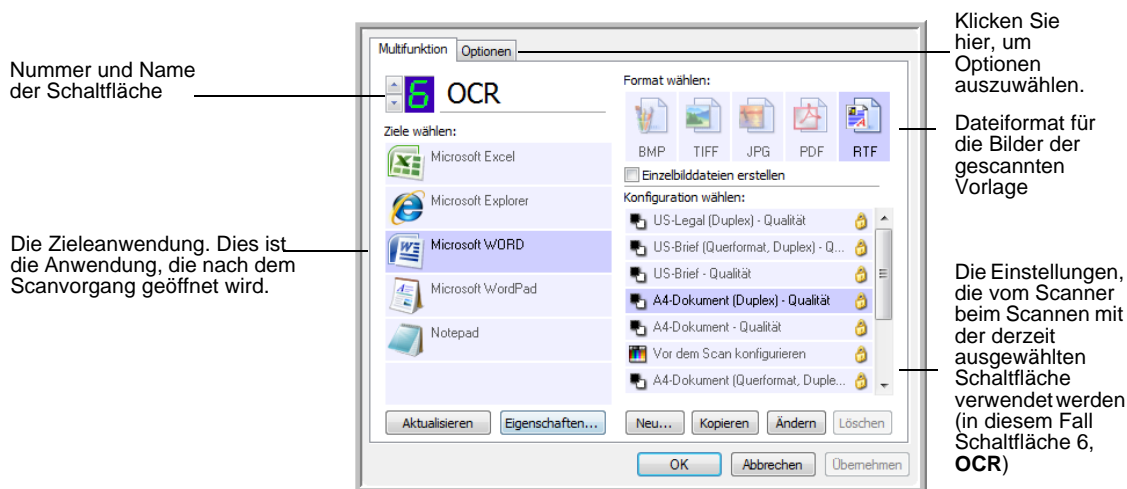 Nummer und Name
der Schaltfläche
Die Zieleanwendung. Dies ist
die Anwendung, die nach dem
Scanvorgang geöffnet wird.
Multifunktion
Optionen
6
OCR
Ziele wählen:
Microsoft Excel
Microsoft Explorer
Microsoft WORD
Microsoft WordPad
Notepad
Aktualisieren
Eigenschaften...
Format wählen:
BMP
TIFF
JPG
PDF
RTF
Einzelbilddateien erstellen
Konfiguration wählen:
US-Legal (Duplex) - Qualität
US-Brief (Querformat, Duplex) - Q...
US-Brief - Qualität
A4-Dokument (Duplex) - Qualität
A4-Dokument - Qualität
Vor dem Scan konfigurieren
A4-Dokument (Querformat, Duple...
Neu...
Kopieren
Ändern
Löschen
OK
Abbrechen
Übernehmen
Klicken Sie
hier, um
Optionen
auszuwählen.
Dateiformat für
die Bilder der
gescannten
Vorlage
Die Einstellungen,
die vom Scanner
beim Scannen mit
der derzeit
ausgewählten
Schaltfläche
verwendet werden
(in diesem Fall
Schaltfläche 6,
OCR)